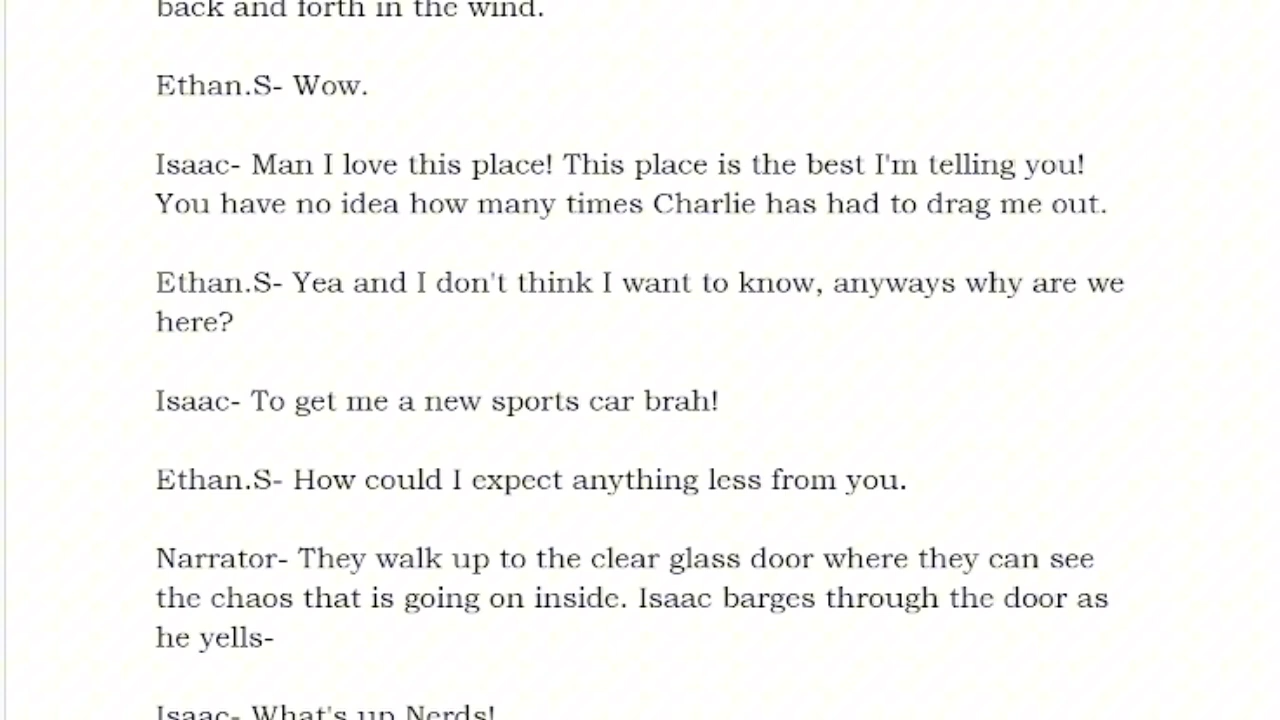 back and forth in the wind.
Ethan.S- Wow.
Isaac- Man I love this place! This place is the best I'm telling you!
You have no idea how many times Charlie has had to drag me out.
Ethan.S- Yea and I don't think I want to know, anyways why are we
here?
Isaac- To get me a new sports car brah!
Ethan.S- How could I expect anything less from you.
Narrator- They walk up to the clear glass door where they can see
the chaos that is going on inside. Isaac barges through the door as
he yells-
Isaac- What's up Nerds!